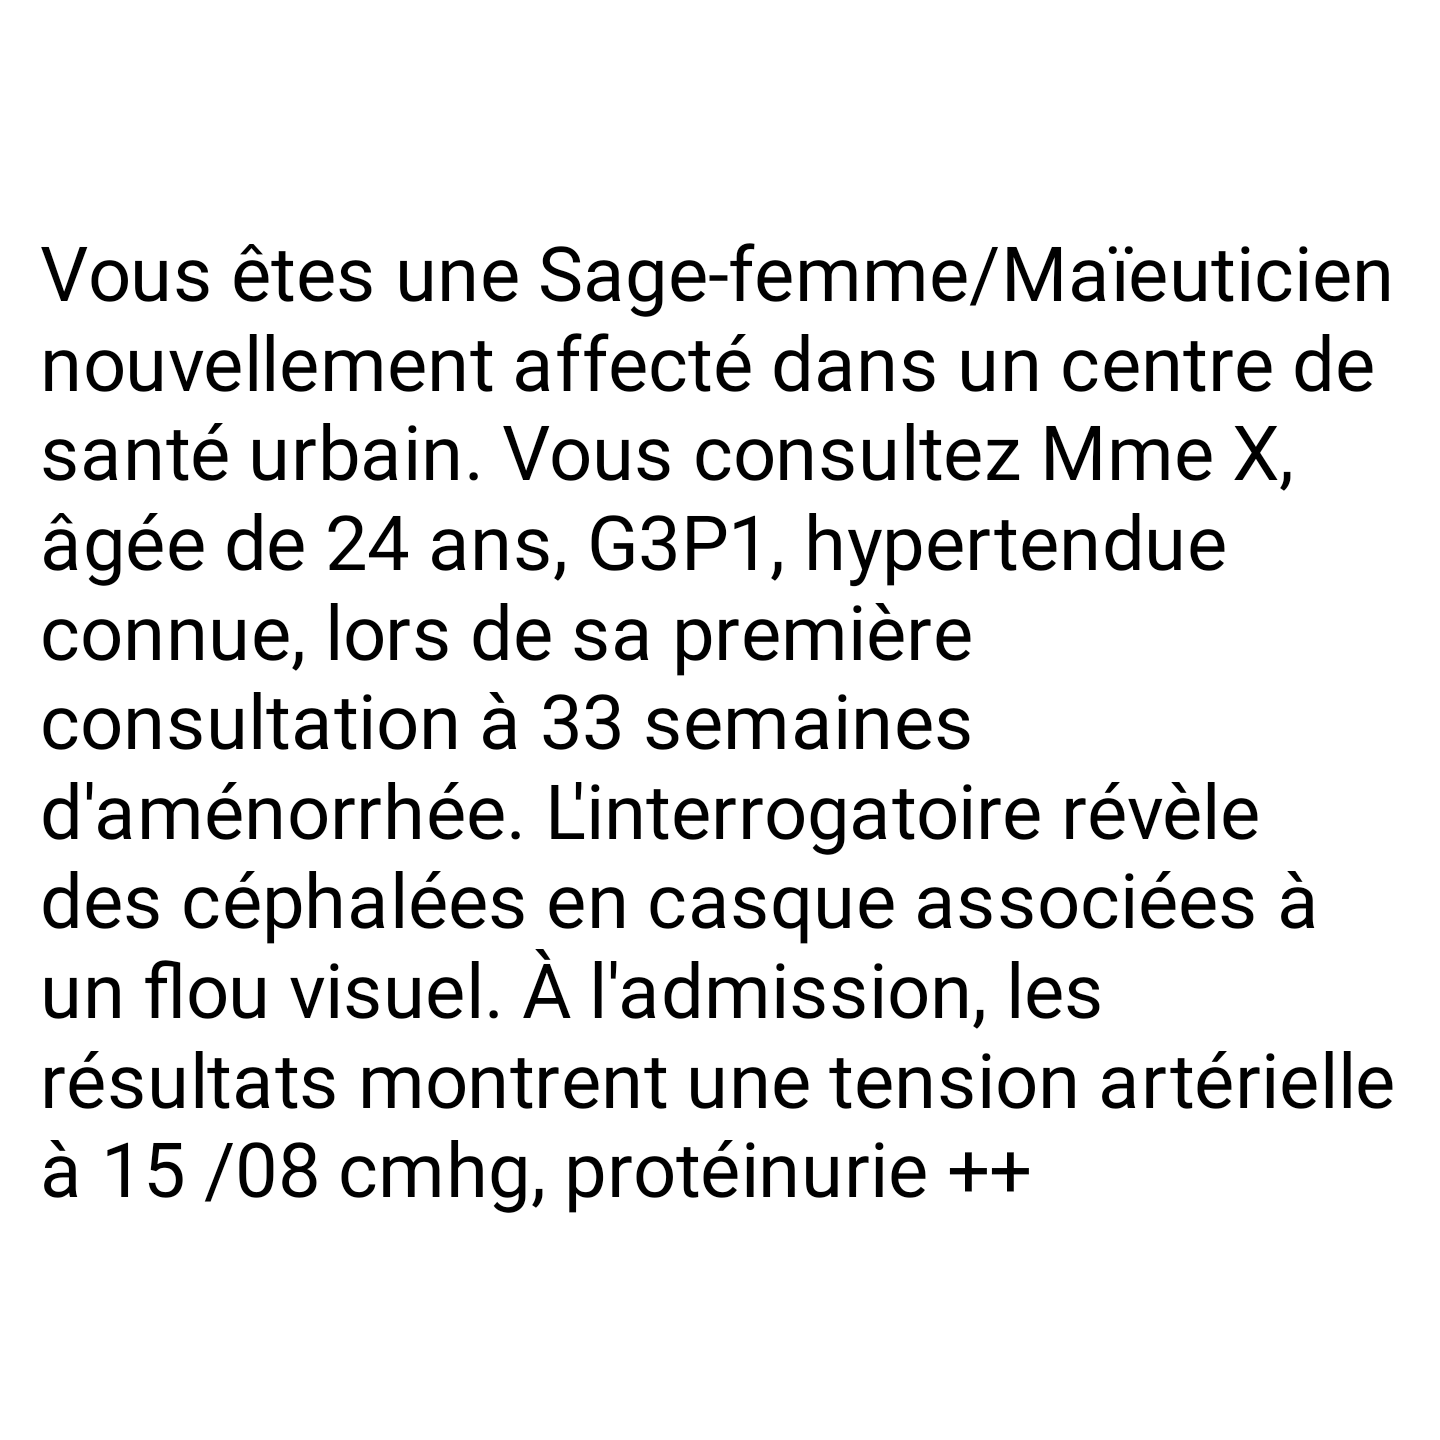 Vous êtes une Sage-femme/Maïeuticien
nouvellement affecté dans un centre de
santé urbain. Vous consultez Mme X,
âgée de 24 ans, G3P1, hypertendue
connue, lors de sa première
consultation à 33 semaines
d'aménorrhée. L'interrogatoire révèle
des céphalées en casque associées à
un flou visuel. À l'admission, les
résultats montrent une tension artérielle
à 15 /08 cmhg, protéinurie ++